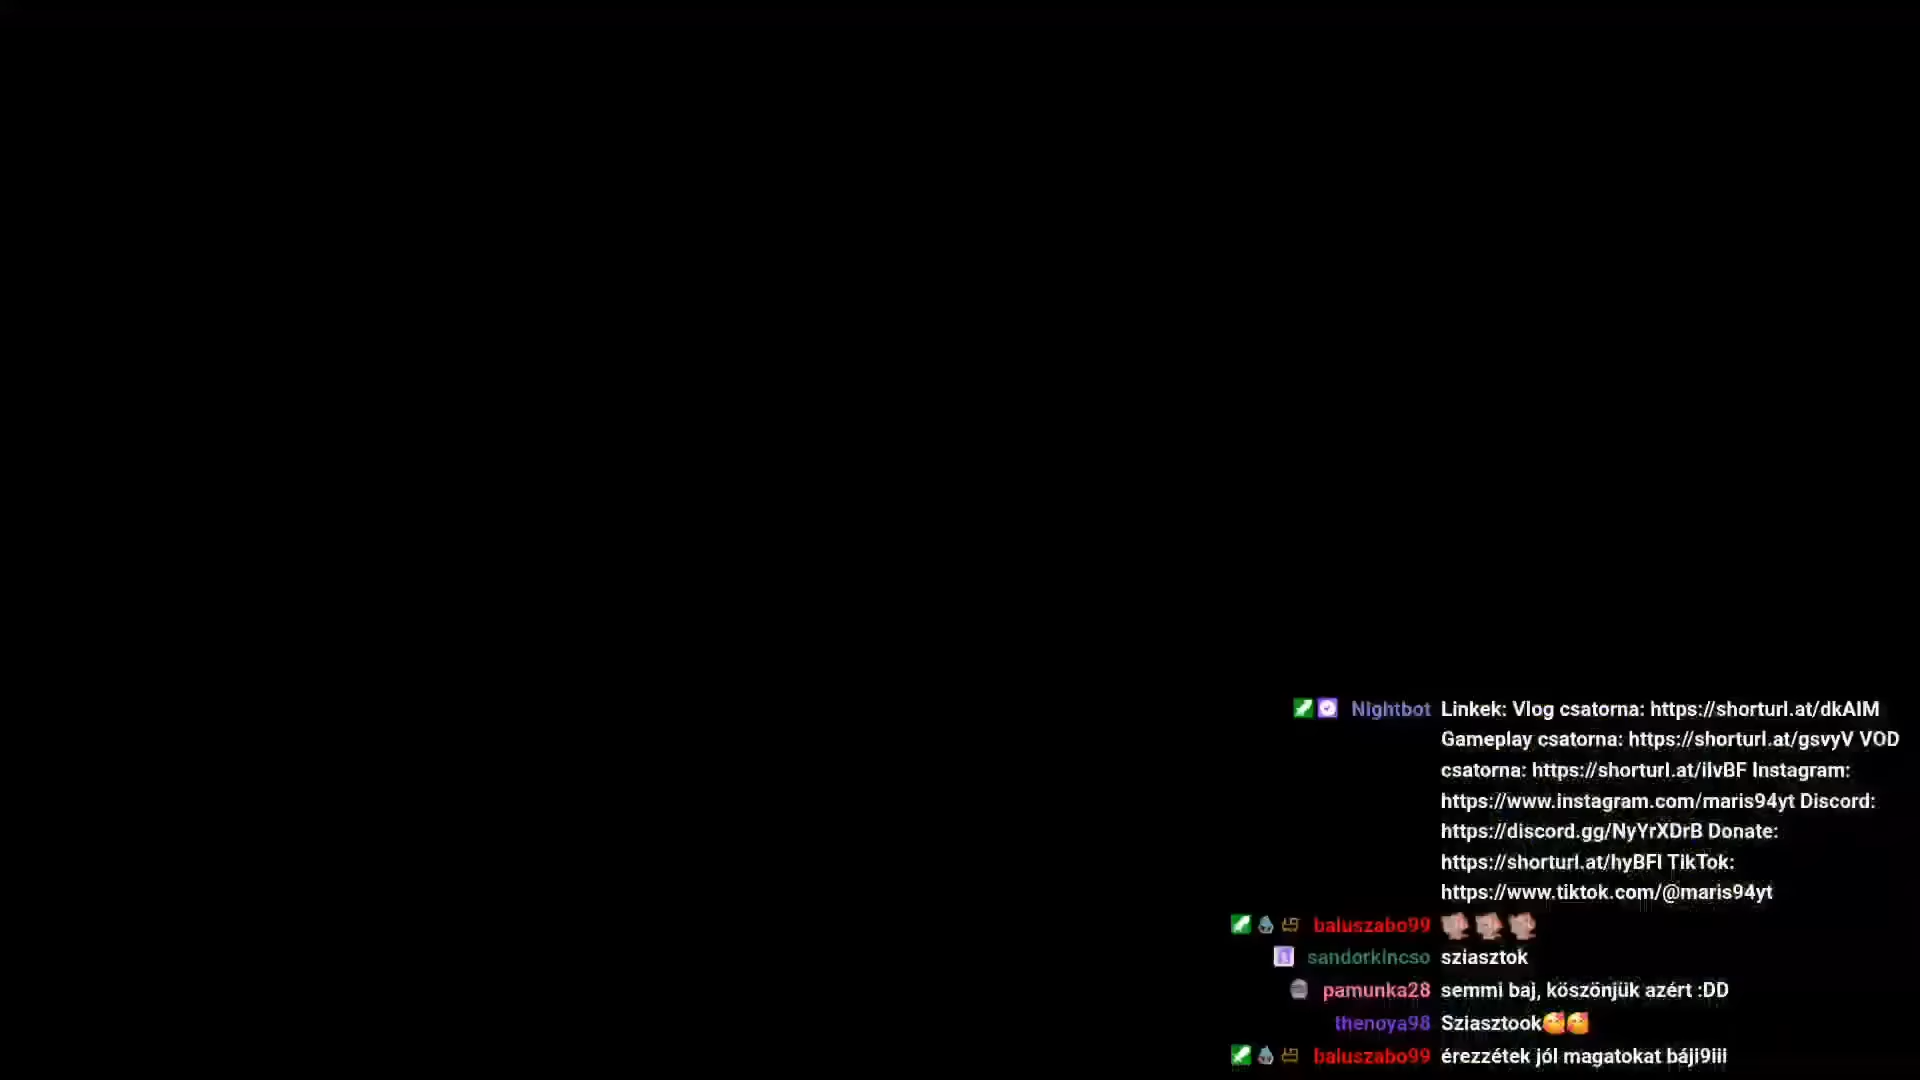 Nightbot Linkek: Vlog csatorna: https://shorturl.at/dkAIM
Gameplay csatorna: https://shorturl.at/gsvyV VOD
csatorna: https://shorturl.at/ilvBF Instagram:
https://www.instagram.com/maris94yt Discord:
https://discord.gg/NyYrXDrB Donate:
https://shorturl.at/hyBFI TikTok:
https://www.tiktok.com/@maris94yt
baluszabo99
sandorkincso sziasztok
pamunka28 semmi baj, köszönjük azért :DD
thenoya98 Sziasztook🥰🥰
baluszabo99 érezzétek jól magatokat báji9iii